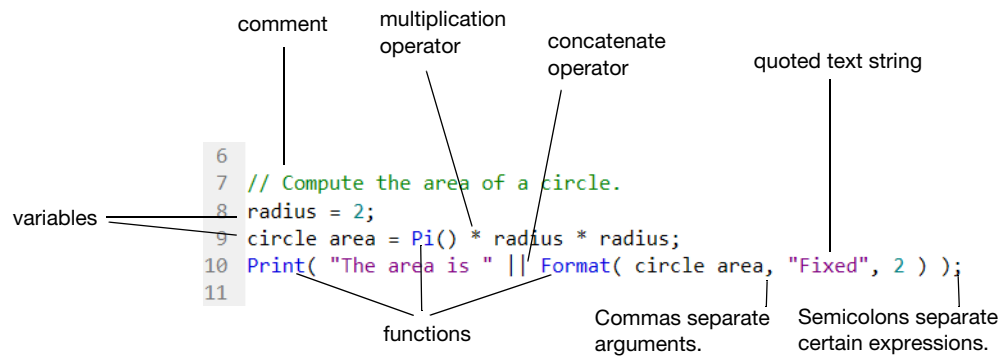 comment
multiplication
operator
concatenate
operator
quoted text string
6
7 // Compute the area of a circle.
8 radius = 2;
9 circle area = Pi() * radius * radius;
10 Print( "The area is " || Format( circle area, "Fixed", 2 ) );
11
variables
functions
Commas separate
arguments.
Semicolons separate
certain expressions.